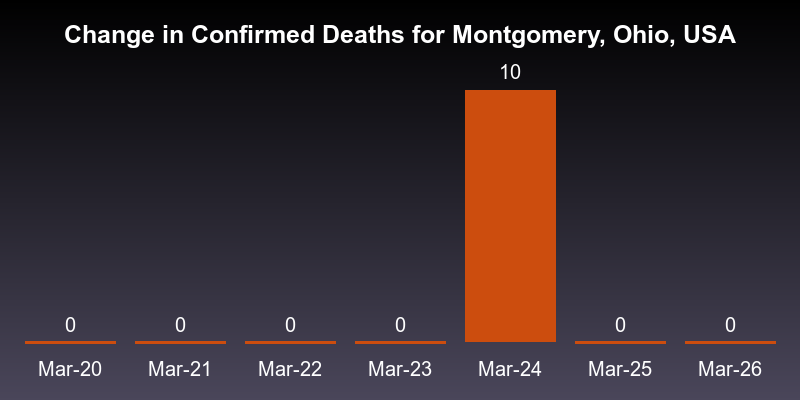 Change in Confirmed Deaths for Montgomery, Ohio, USA
10
0 0 0 0 0 0
Mar-20 Mar-21 Mar-22 Mar-23 Mar-24 Mar-25 Mar-26